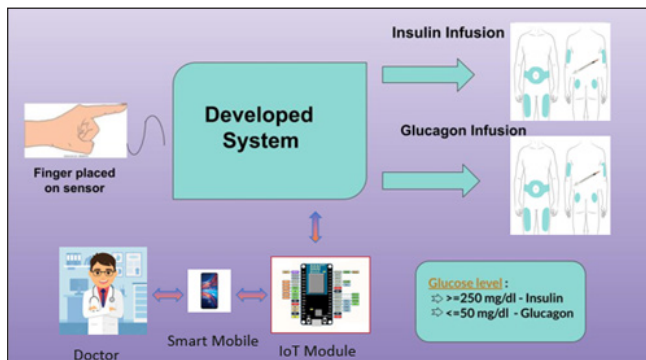 Insulin Infusion
Developed
System
Glucagon Infusion
Finger placed
on sensor
Glucose level :
>=250 mg/dl - Insulin
<=50 mg/dl - Glucagon
Smart Mobile
Doctor
IoT Module